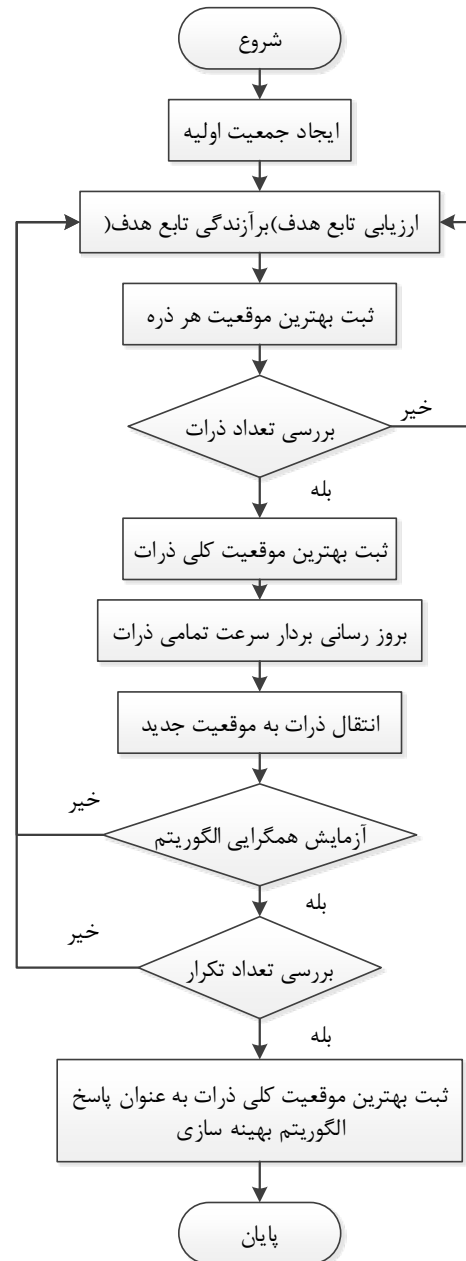 شروع
ایجاد جمعیت اولیه
ارزیابی تابع هدف)برآزندگی تابع هدف(
ثبت بهترین موقعیت هر ذره
بررسی تعداد ذرات
خیر
بله
ثبت بهترین موقعیت کلی ذرات
بروز رسانی بردار سرعت تمامی ذرات
انتقال ذرات به موقعیت جدید
آزمایش همگرایی الگوریتم
خیر
بله
بررسی تعداد تکرار
خیر
بله
ثبت بهترین موقعیت کلی ذرات به عنوان پاسخ
الگوریتم بهینه سازی
پایان